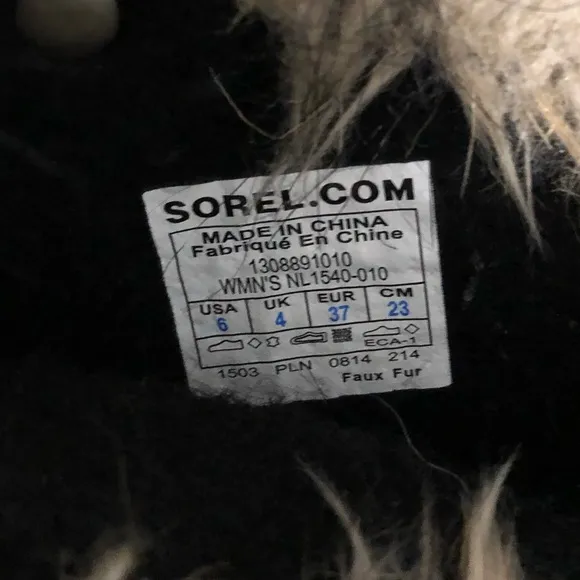 SOREL.COM
MADE IN CHINA
Fabriqué En Chine
1308891010
WMN'S NL1540-010
USA UK EUR CM
6 4 37 23
ECA-1
1503 PLN 0814 214
Faux Fur